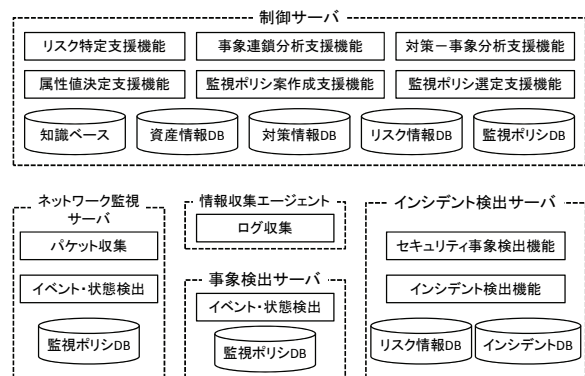 制御サーバ
リスク特定支援機能
事象連鎖分析支援機能
対策－事象分析支援機能
属性値決定支援機能
監視ポリシ案作成支援機能
監視ポリシ選定支援機能
知識ベース
資産情報DB
対策情報DB
リスク情報DB
監視ポリシDB
ネットワーク監視
サーバ
パケット収集
イベント・状態検出
監視ポリシDB
情報収集エージェント
ログ収集
事象検出サーバ
イベント・状態検出
監視ポリシDB
インシデント検出サーバ
セキュリティ事象検出機能
インシデント検出機能
リスク情報DB
インシデントDB